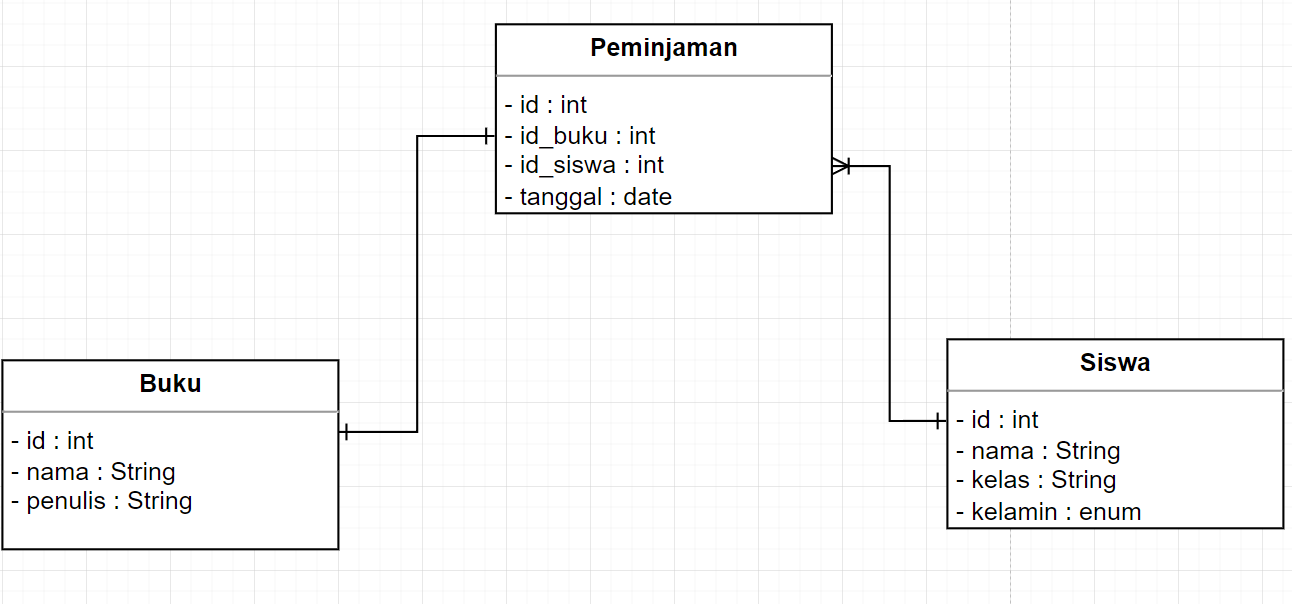 Peminjaman
- id : int
- id_buku : int
- id_siswa : int
- tanggal : date
Buku
- id : int
- nama : String
- penulis : String
Siswa
- id : int
- nama : String
- kelas : String
- kelamin : enum